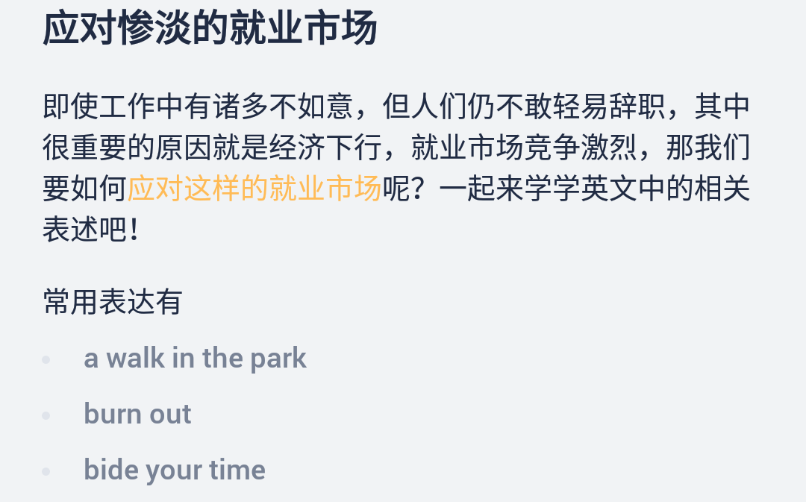 应对惨淡的就业市场
即使工作中有诸多不如意，但人们仍不敢轻易辞职，其中
很重要的原因就是经济下行，就业市场竞争激烈，那我们
要如何应对这样的就业市场呢？一起来学学英文中的相关
表述吧！
常用表达有
a walk in the park
burn out
bide your time